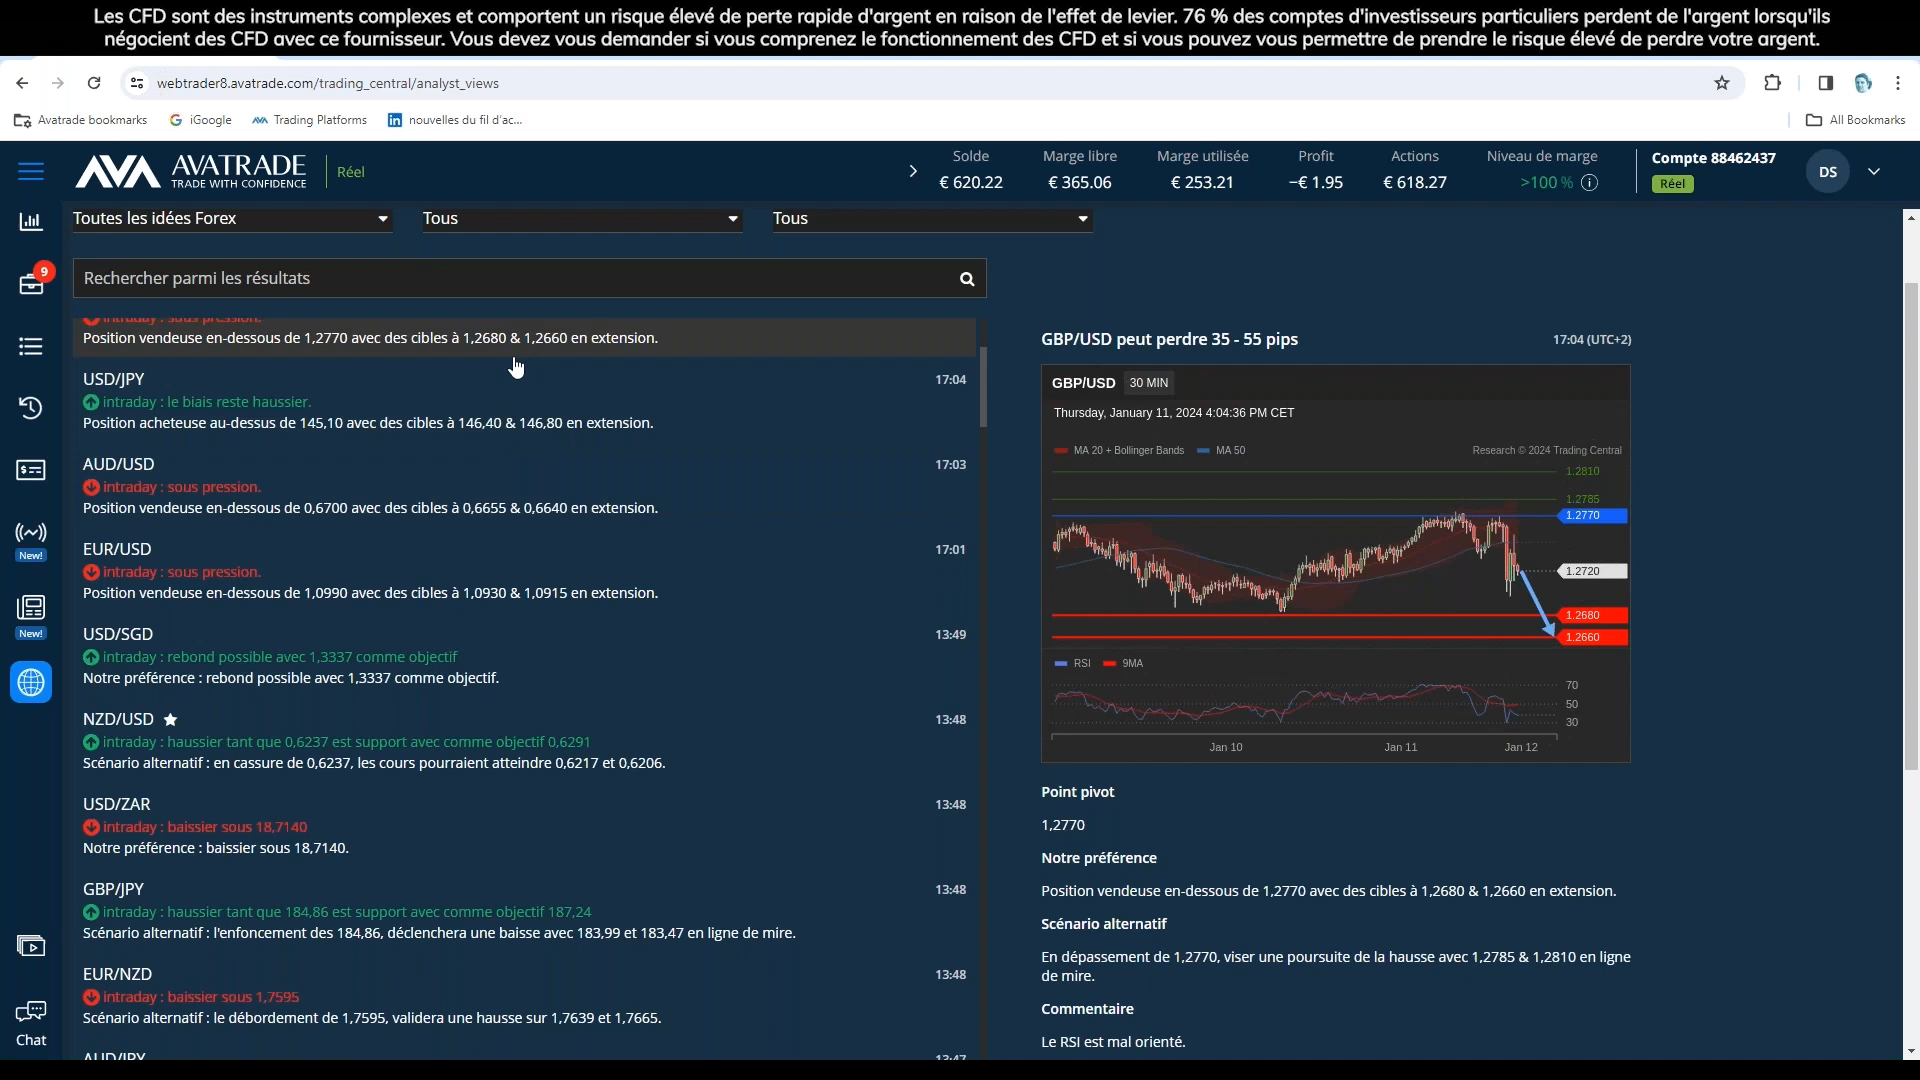 Les CFD sont des instruments complexes et comportent un risque élevé de perte rapide d'argent en raison de l'effet de levier. 76 % des comptes d'investisseurs particuliers perdent de l'argent lorsqu'ils
négocient des CFD avec ce fournisseur. Vous devez vous demander si vous comprenez le fonctionnement des CFD et si vous pouvez vous permettre de prendre le risque élevé de perdre votre argent.
webtrader8.avatrade.com/trading_central/analyst_views
Avatrade bookmarks
iGoogle
Trading Platforms
nouvelles du fil d'ac...
All Bookmarks
AVA AVATRADE
TRADE WITH CONFIDENCE
Réel
Solde
€ 620.22
Marge libre
€ 365.06
Marge utilisée
€ 253.21
Profit
-€ 1.95
Actions
€ 618.27
Niveau de marge
>100 %
Compte 88462437
Réel
DS
9
New!
New!
Chat
Toutes les idées Forex
Tous
Tous
Rechercher parmi les résultats
intraday : sous pression.
Position vendeuse en-dessous de 1,2770 avec des cibles à 1,2680 & 1,2660 en extension.
USD/JPY 17:04
intraday : le biais reste haussier.
Position acheteuse au-dessus de 145,10 avec des cibles à 146,40 & 146,80 en extension.
AUD/USD 17:03
intraday : sous pression.
Position vendeuse en-dessous de 0,6700 avec des cibles à 0,6655 & 0,6640 en extension.
EUR/USD 17:01
intraday : sous pression.
Position vendeuse en-dessous de 1,0990 avec des cibles à 1,0930 & 1,0915 en extension.
USD/SGD 13:49
intraday : rebond possible avec 1,3337 comme objectif
Notre préférence : rebond possible avec 1,3337 comme objectif.
NZD/USD 13:48
intraday : haussier tant que 0,6237 est support avec comme objectif 0,6291
Scénario alternatif : en cassure de 0,6237, les cours pourraient atteindre 0,6217 et 0,6206.
USD/ZAR 13:48
intraday : baissier sous 18,7140
Notre préférence : baissier sous 18,7140.
GBP/JPY 13:48
intraday : haussier tant que 184,86 est support avec comme objectif 187,24
Scénario alternatif : l'enfoncement des 184,86, déclenchera une baisse avec 183,99 et 183,47 en ligne de mire.
EUR/NZD 13:48
intraday : baissier sous 1,7595
Scénario alternatif : le débordement de 1,7595, validera une hausse sur 1,7639 et 1,7665.
AUD/JPY 13:47
GBP/USD peut perdre 35 - 55 pips 17:04 (UTC+2)
GBP/USD 30 MIN
Thursday, January 11, 2024 4:04:36 PM CET
MA 20 + Bollinger Bands MA 50 Research © 2024 Trading Central
1.2810
1.2785
1.2770
1.2720
1.2680
1.2660
RSI 9MA
70
50
30
Jan 10 Jan 11 Jan 12
Point pivot
1,2770
Notre préférence
Position vendeuse en-dessous de 1,2770 avec des cibles à 1,2680 & 1,2660 en extension.
Scénario alternatif
En dépassement de 1,2770, viser une poursuite de la hausse avec 1,2785 & 1,2810 en ligne
de mire.
Commentaire
Le RSI est mal orienté.